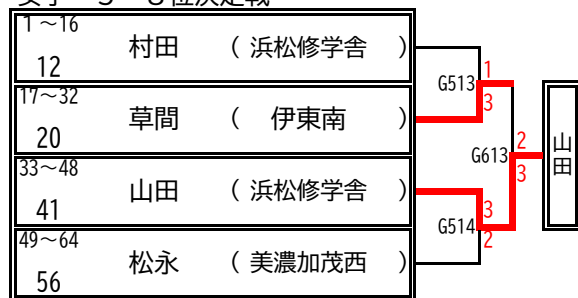 1～16
12 村田 (浜松修学舎)
17～32
20 草間 (伊東南)
33～48
41 山田 (浜松修学舎)
49～64
56 松永 (美濃加茂西)
G513 1
3
G613 2
3
G514 3
2
山田